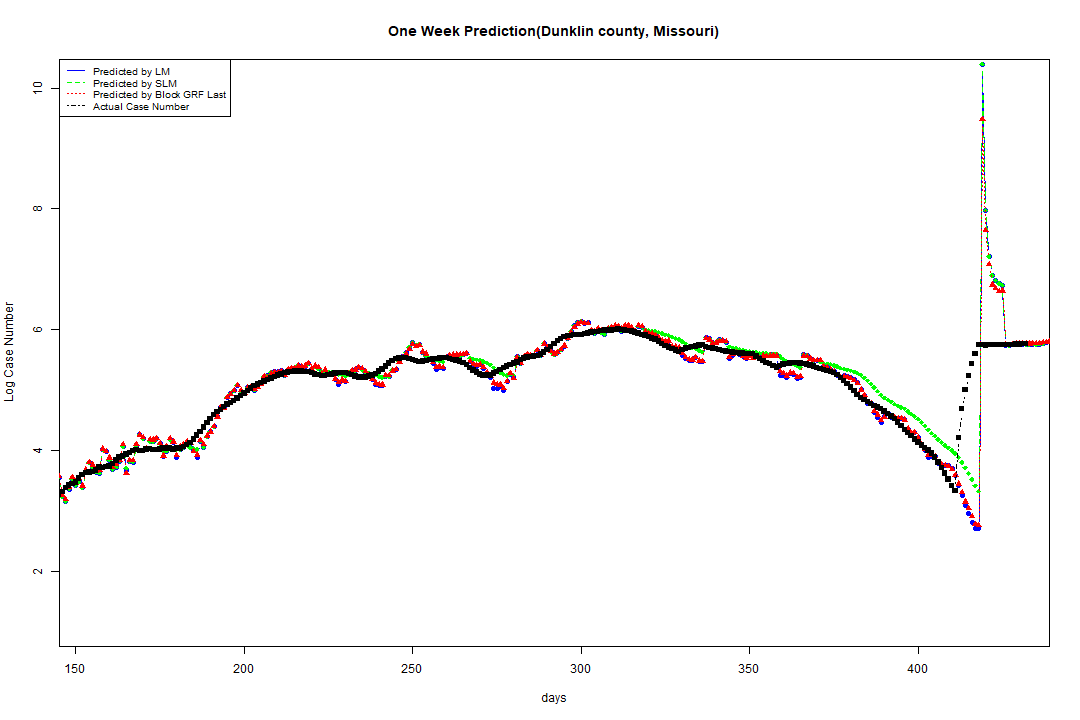 One Week Prediction(Dunklin county, Missouri)
Predicted by LM
Predicted by SLM
Predicted by Block GRF Last
Actual Case Number
10
8
6
4
2
Log Case Number
150 200 250 300 350 400
days